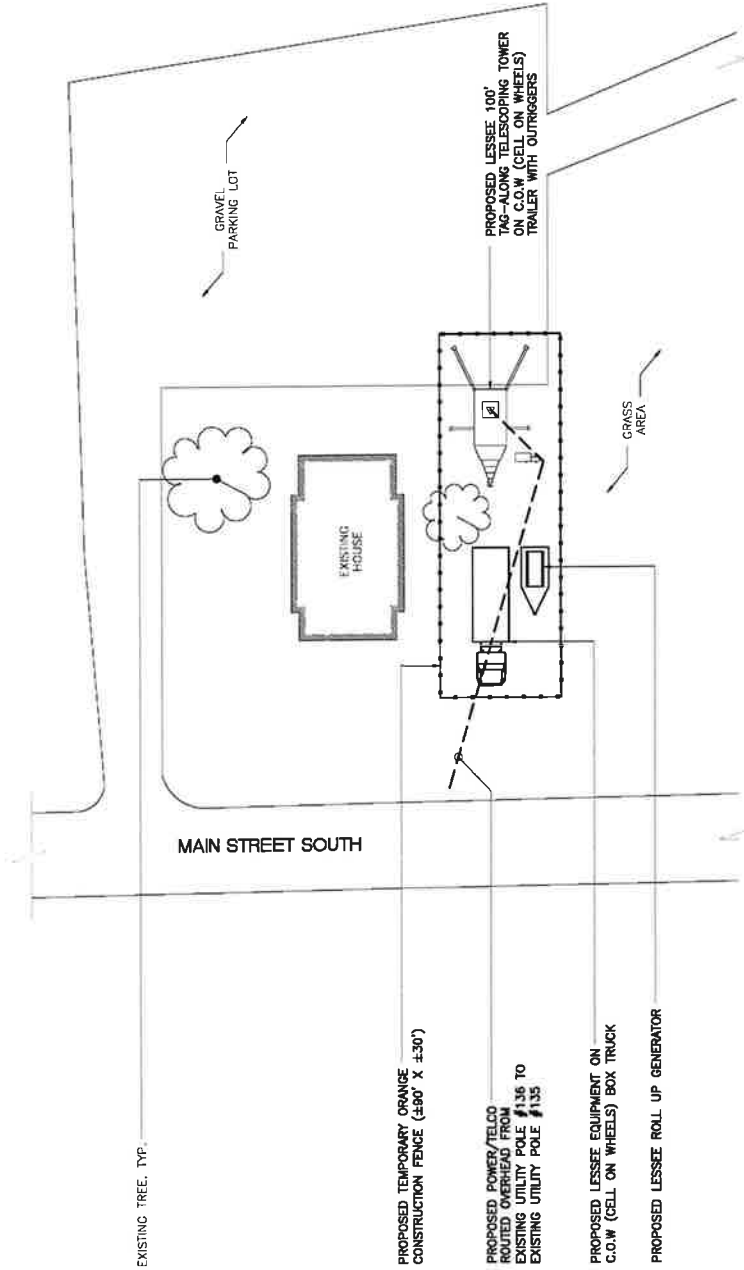 EXISTING TREE, TYP.
GRAVEL
PARKING LOT
EXISTING
HOUSE
PROPOSED LESSEE 100'
TAG-ALONG TELESCOPING TOWER
ON C.O.W (CELL ON WHEELS)
TRAILER WITH OUTRIGGERS
GRASS
AREA
MAIN STREET SOUTH
PROPOSED TEMPORARY ORANGE
CONSTRUCTION FENCE (±90' X ±30')
PROPOSED POWER/TELCO
ROUTED OVERHEAD FROM
EXISTING UTILITY POLE #136 TO
EXISTING UTILITY POLE #135
PROPOSED LESSEE EQUIPMENT ON
C.O.W (CELL ON WHEELS) BOX TRUCK
PROPOSED LESSEE ROLL UP GENERATOR